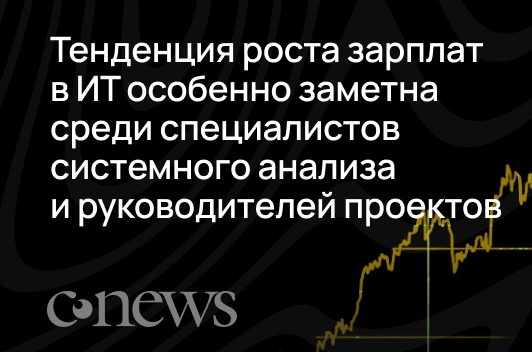 Тенденция роста зарплат
в ИТ особенно заметна
среди специалистов
системного анализа
и руководителей проектов
cnews